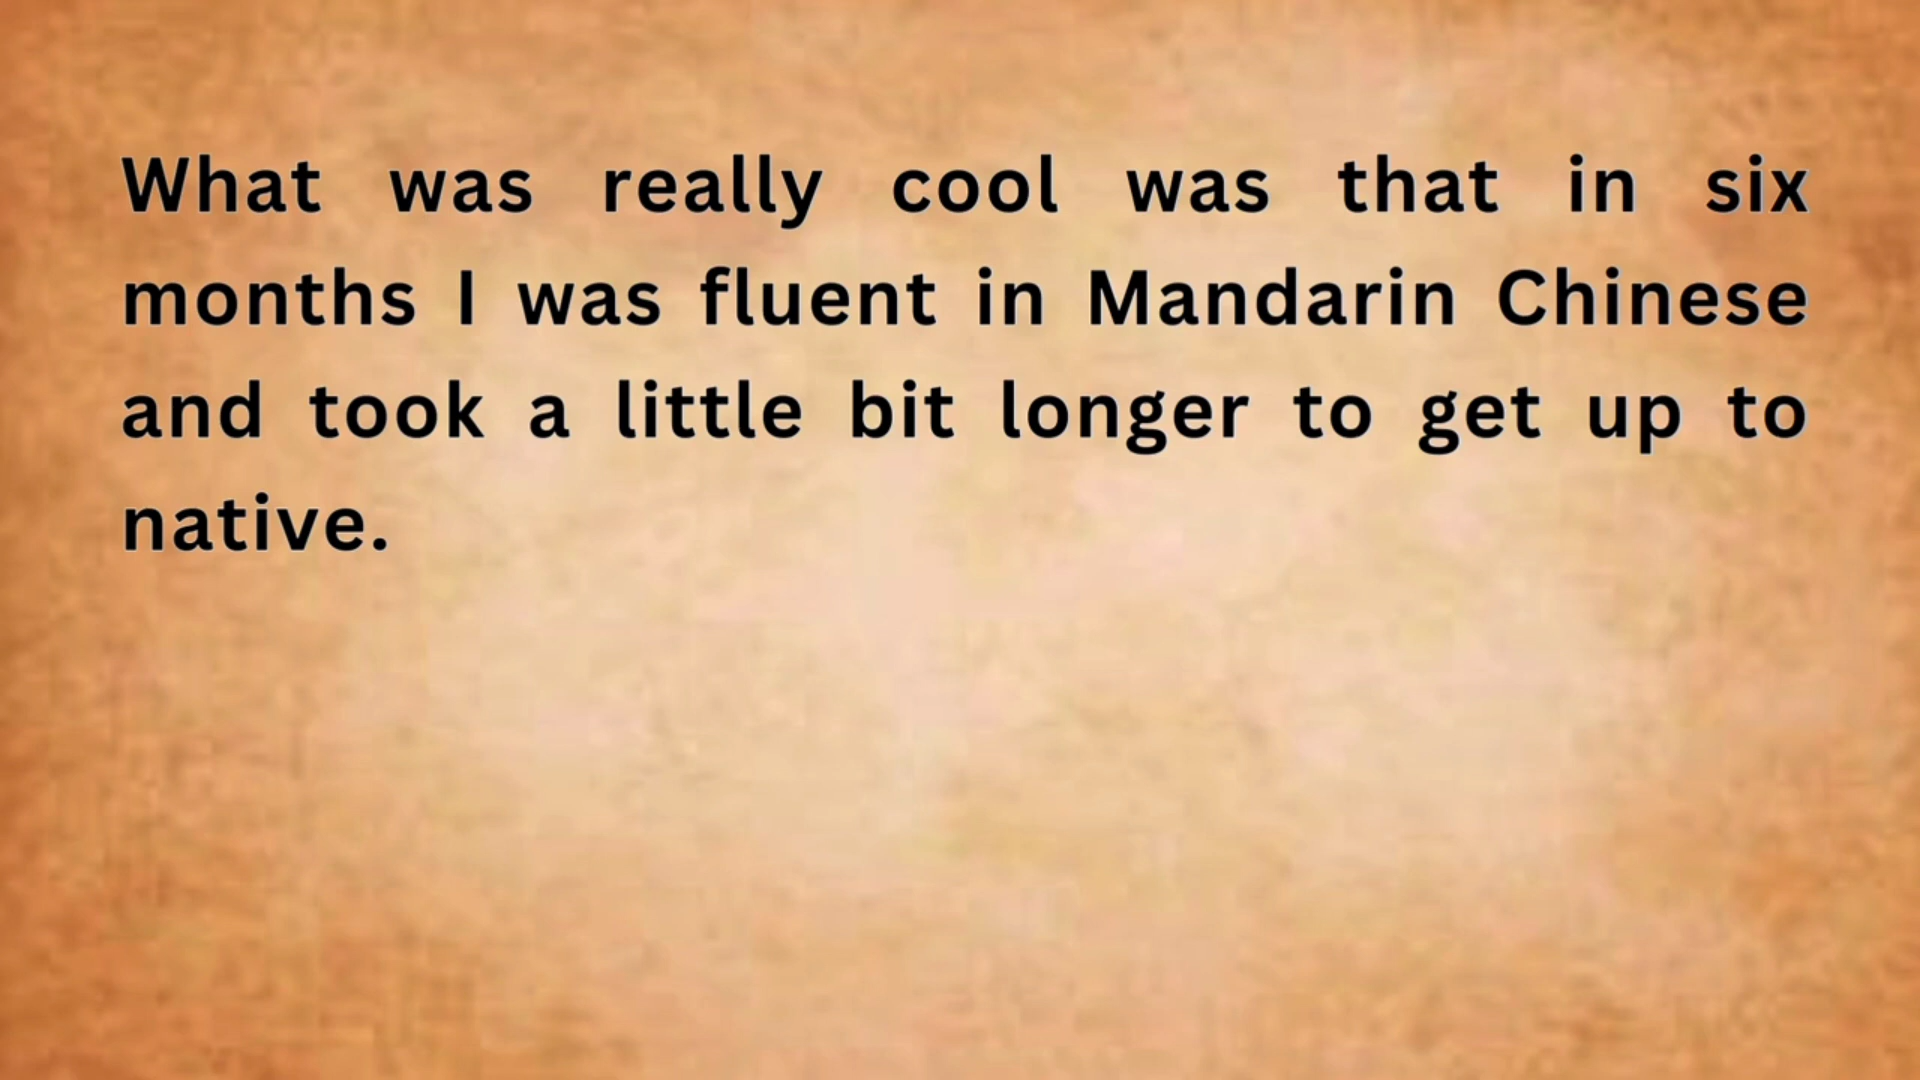 What was really cool was that in six
months I was fluent in Mandarin Chinese
and took a little bit longer to get up to
native.